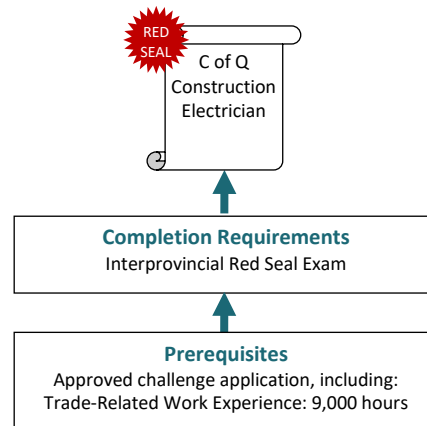 RED
SEAL
C of Q
Construction
Electrician
Completion Requirements
Interprovincial Red Seal Exam
Prerequisites
Approved challenge application, including:
Trade-Related Work Experience: 9,000 hours